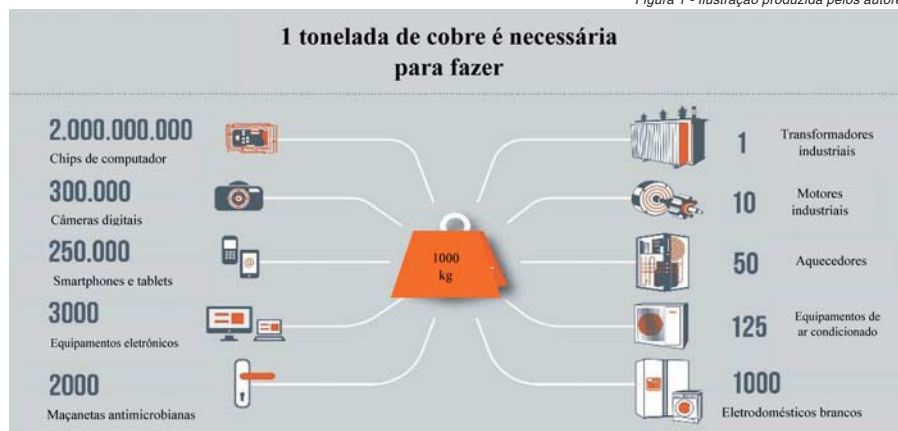 Figura 1 - Ilustração produzida pelos autore
1 tonelada de cobre é necessária
para fazer
2.000.000.000
Chips de computador
300.000
Câmeras digitais
250.000
Smartphones e tablets
3000
Equipamentos eletrônicos
2000
Maçanetas antimicrobianas
1000
kg
1
Transformadores
industriais
10
Motores
industriais
50
Aquecedores
125
Equipamentos de
ar condicionado
1000
Eletrodomésticos brancos